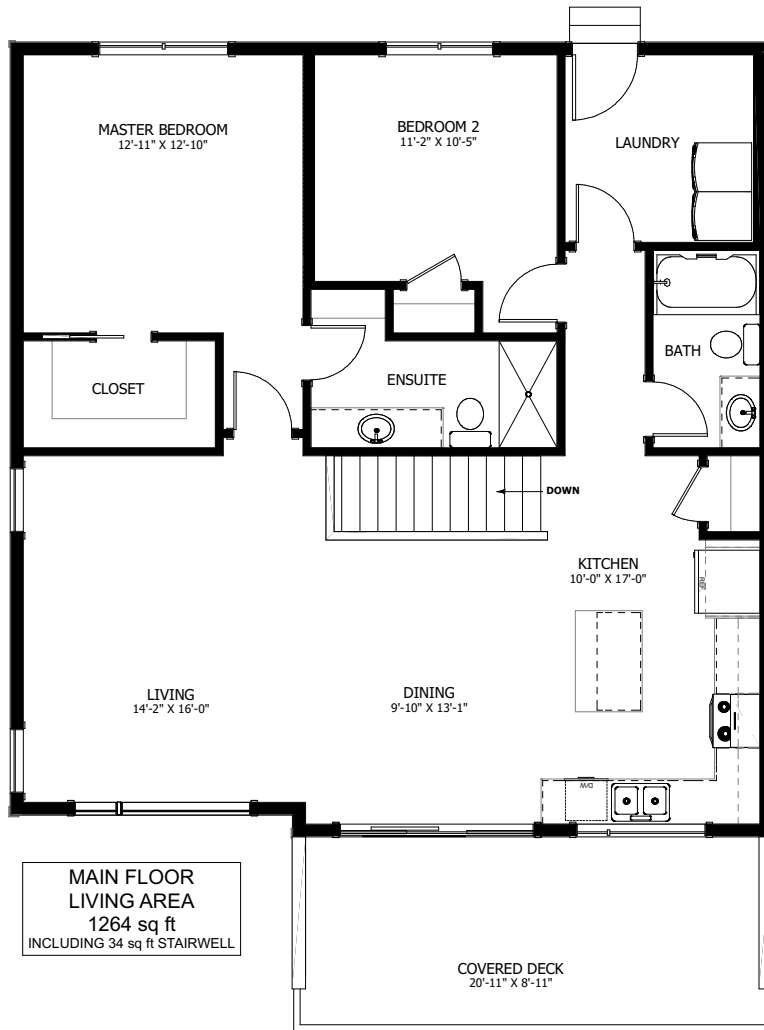 MASTER BEDROOM
12'-11" X 12'-10"
BEDROOM 2
11'-2" X 10'-5"
LAUNDRY
CLOSET
ENSUITE
BATH
DOWN
KITCHEN
10'-0" X 17'-0"
REF
LIVING
14'-2" X 16'-0"
DINING
9'-10" X 13'-1"
D/W
MAIN FLOOR
LIVING AREA
1264 sq ft
INCLUDING 34 sq ft STAIRWELL
COVERED DECK
20'-11" X 8'-11"